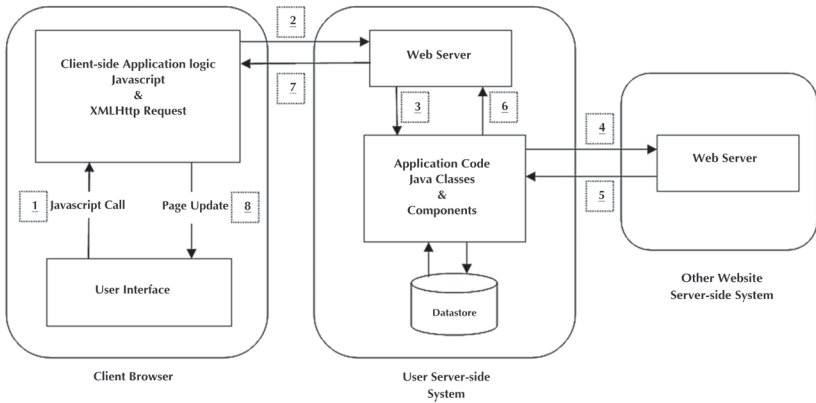 2
7
Client-side Application logic
Javascript
&
XMLHttp Request
1
Javascript Call
Page Update
8
User Interface
Client Browser
Web Server
3
6
Application Code
Java Classes
&
Components
Datastore
User Server-side
System
4
5
Web Server
Other Website
Server-side System